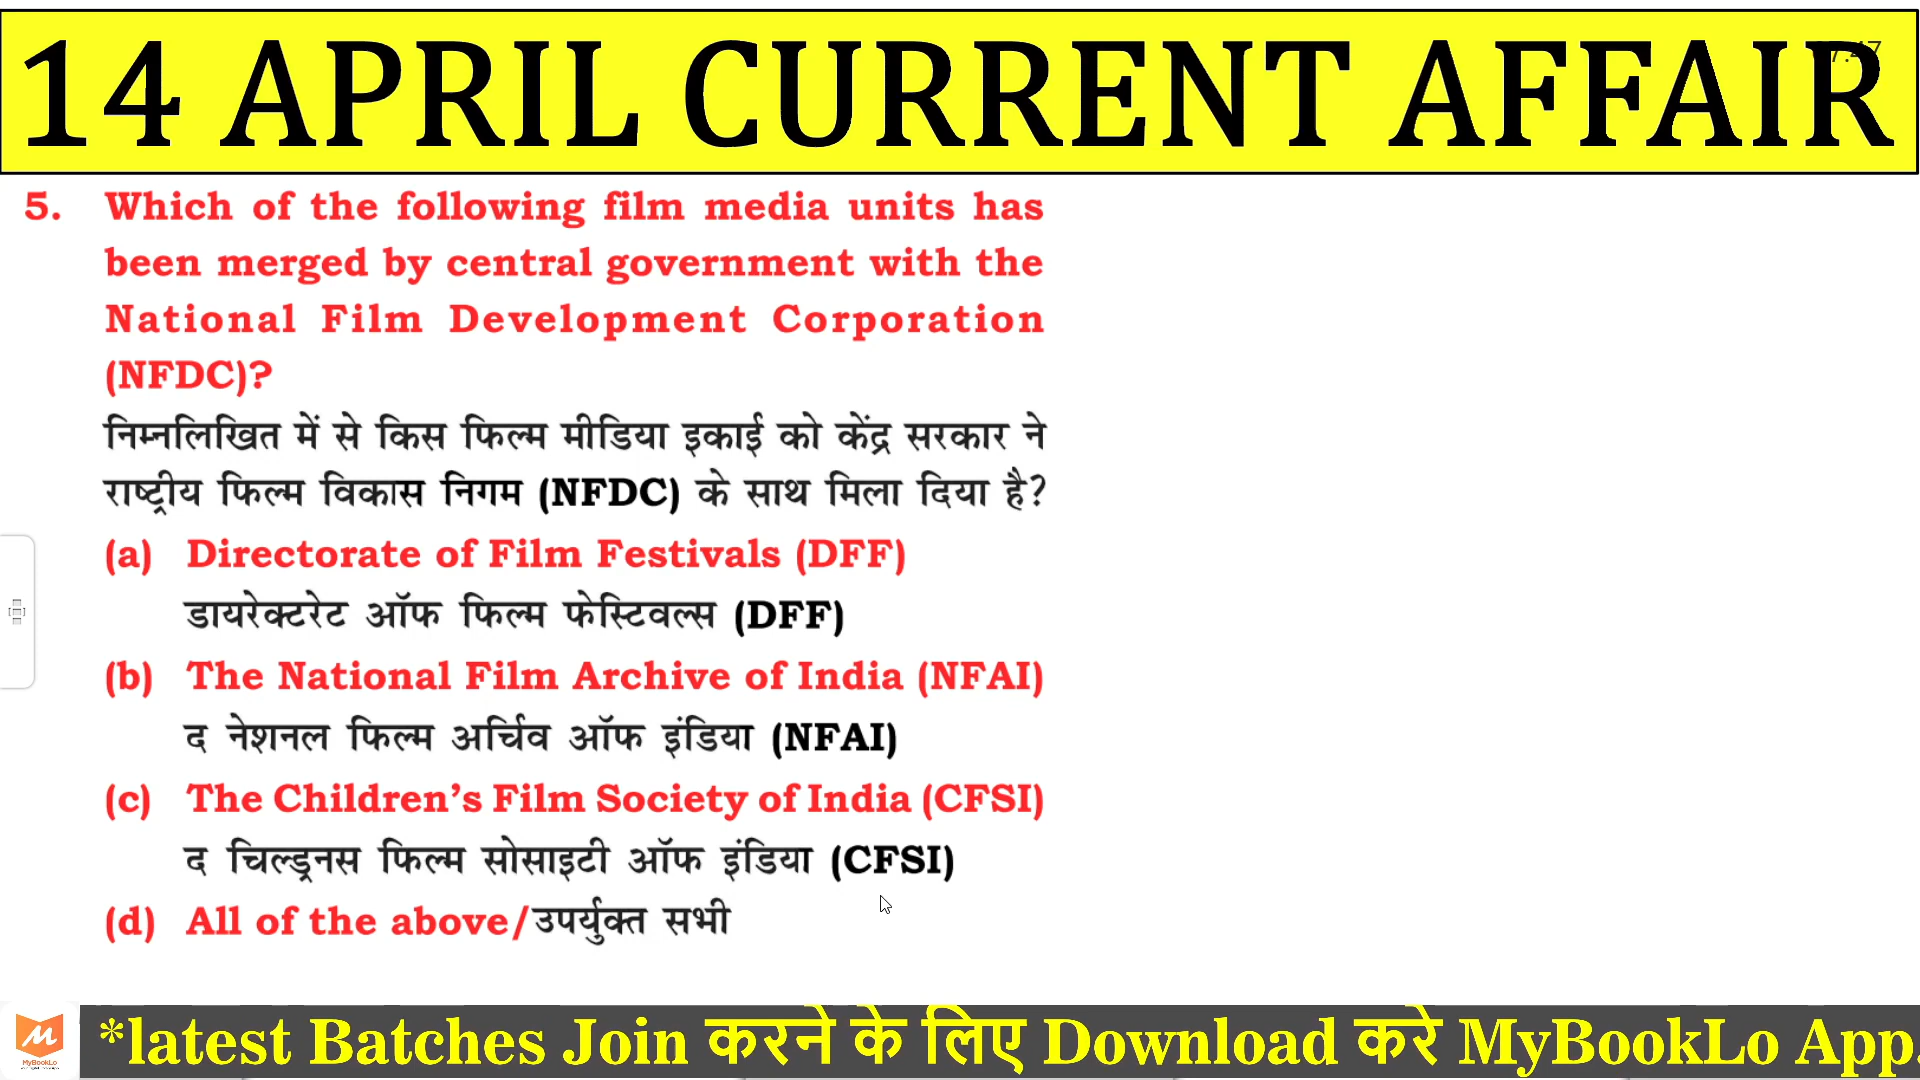 14 APRIL CURRENT AFFAIR
5. Which of the following film media units has
been merged by central government with the
National Film Development Corporation
(NFDC)?
निम्नलिखित में से किस फिल्म मीडिया इकाई को केंद्र सरकार ने
राष्ट्रीय फिल्म विकास निगम (NFDC) के साथ मिला दिया है?
(a) Directorate of Film Festivals (DFF)
डायरेक्टरेट ऑफ फिल्म फेस्टिवल्स (DFF)
(b) The National Film Archive of India (NFAI)
द नेशनल फिल्म अर्चिव ऑफ इंडिया (NFAI)
(c) The Children’s Film Society of India (CFSI)
द चिल्ड्रनस फिल्म सोसाइटी ऑफ इंडिया (CFSI)
(d) All of the above/उपर्युक्त सभी
MyBookLo
*latest Batches Join करने के लिए Download करे MyBookLo App.